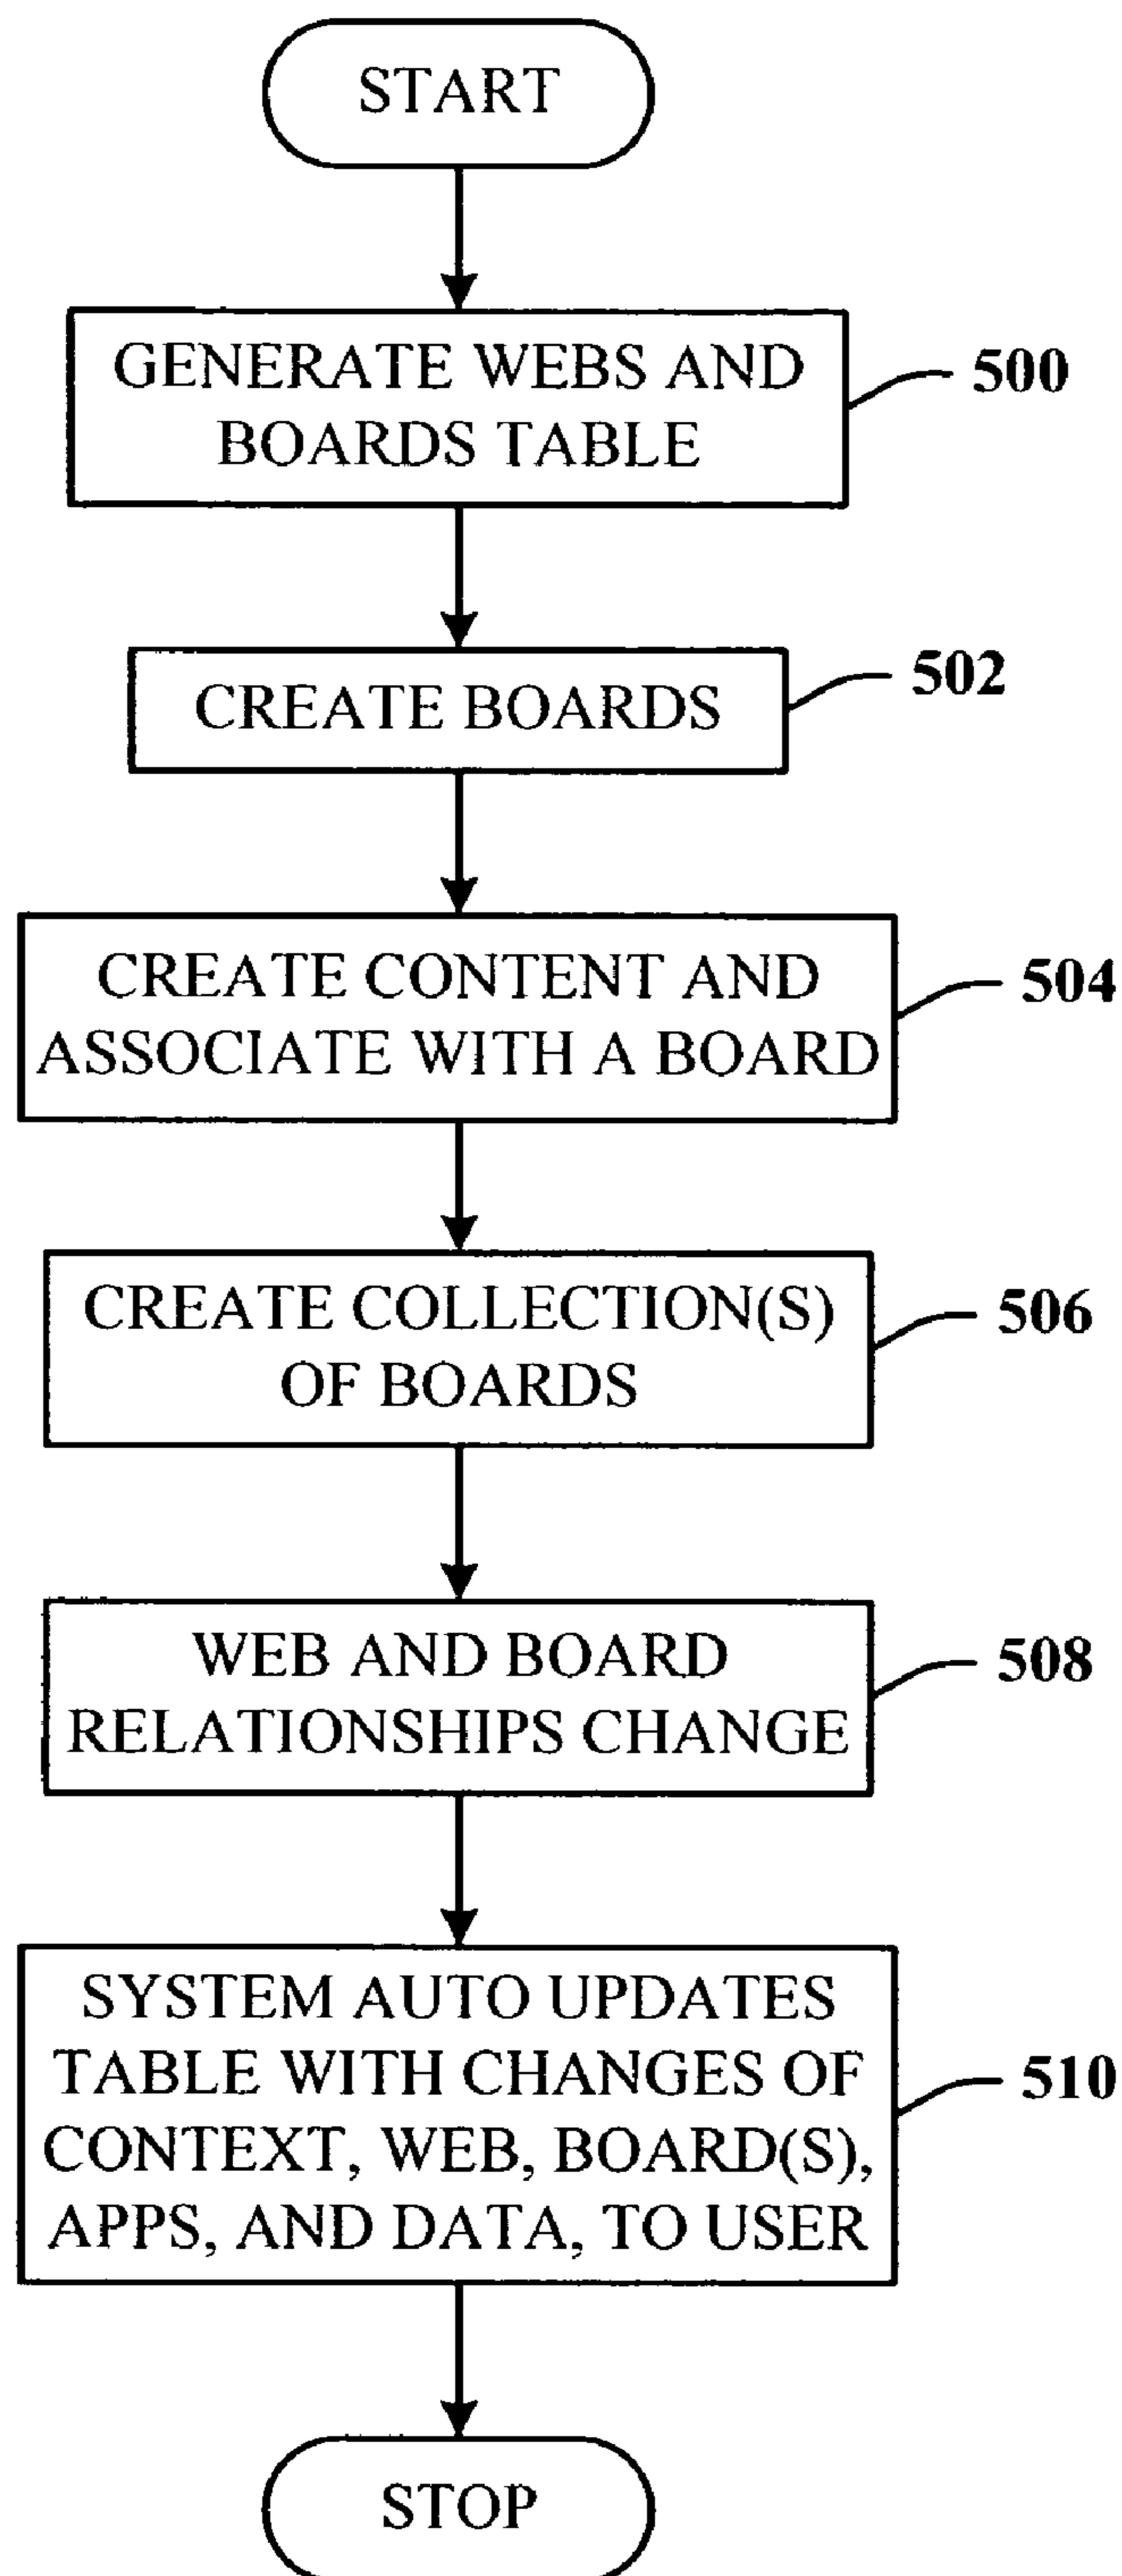 START
GENERATE WEBS AND
BOARDS TABLE
500
CREATE BOARDS
502
CREATE CONTENT AND
ASSOCIATE WITH A BOARD
504
CREATE COLLECTION(S)
OF BOARDS
506
WEB AND BOARD
RELATIONSHIPS CHANGE
508
SYSTEM AUTO UPDATES
TABLE WITH CHANGES OF
CONTEXT, WEB, BOARD(S),
APPS, AND DATA, TO USER
510
STOP